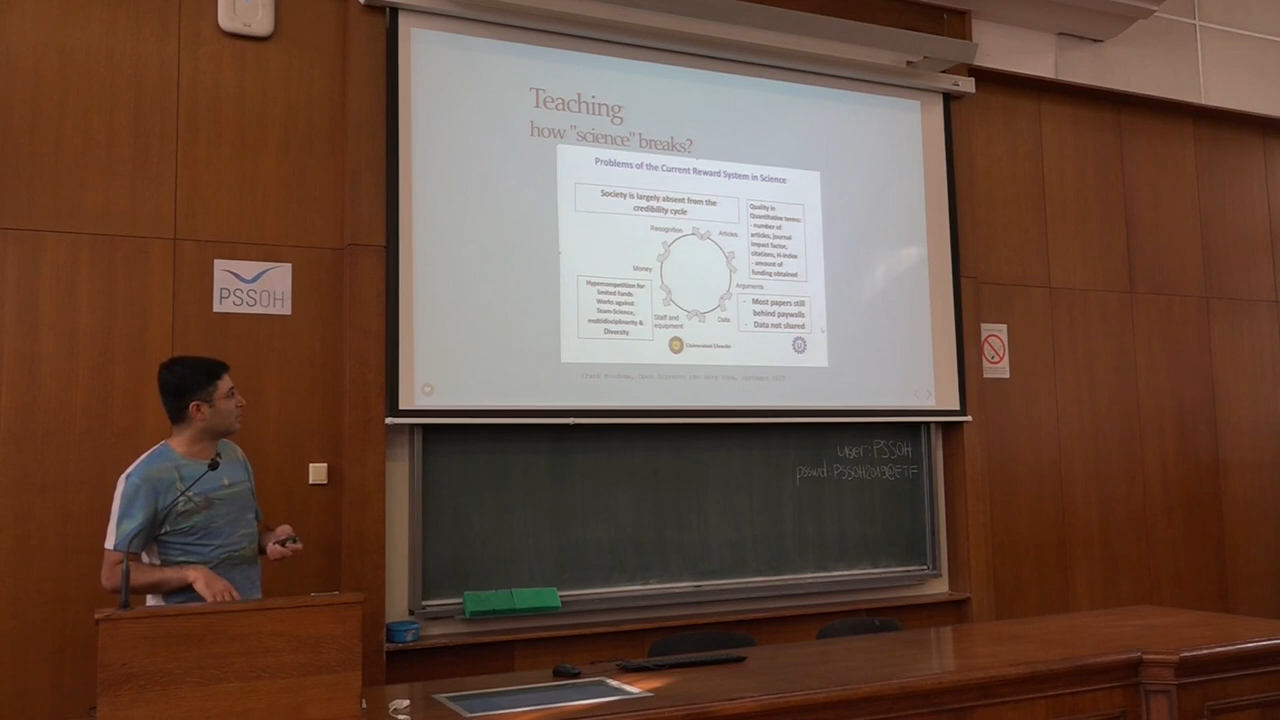 Teaching
how "science" breaks?
Problems of the Current Reward System in Science
Society is largely absent from the
credibility cycle
Quality in
Quantitative terms:
- number of
articles, journal
impact factor,
citations, H-index
- amount of
funding obtained
Recognition
Articles
Money
Arguments
Hypercompetition for
limited funds
Works against
Team-Science,
multidisciplinarity &
Diversity
Staff and
equipment
Data
- Most papers still
behind paywalls
- Data not shared
Universiteit Utrecht
PSSOH
user: PSSOH
psswd: PSSOH2019@ETF